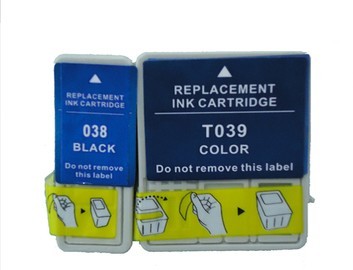 REPLACEMENT
INK CARTRIDGE
038
BLACK
Do not remove
this label
REPLACEMENT
INK CARTRIDGE
T039
COLOR
Do not remove
this label